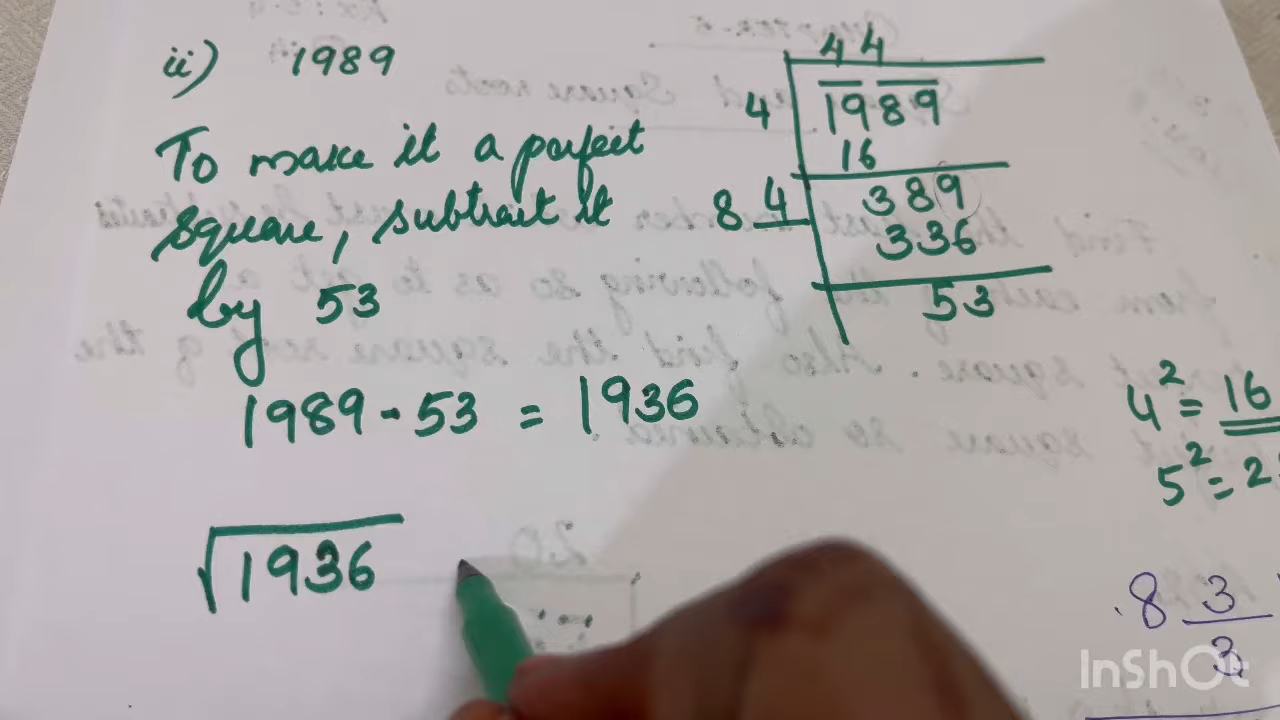 ii) 1989
To make it a perfect
square, subtract it
by 53
1989 - 53 = 1936
√1936
44
4 1989
16
84 389
336
53
4² = 16
5² = 2
8 3
3
InShOt